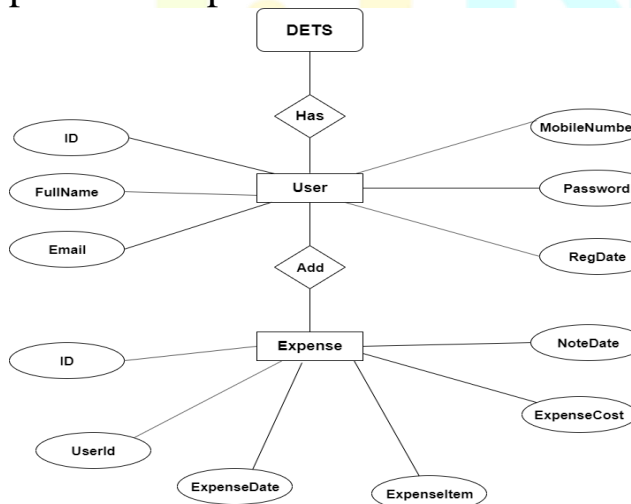 DETS
Has
ID
MobileNumbe
FullName
User
Password
Email
RegDate
Add
Expense
NoteDate
ID
ExpenseCost
UserId
ExpenseDate
ExpenseItem